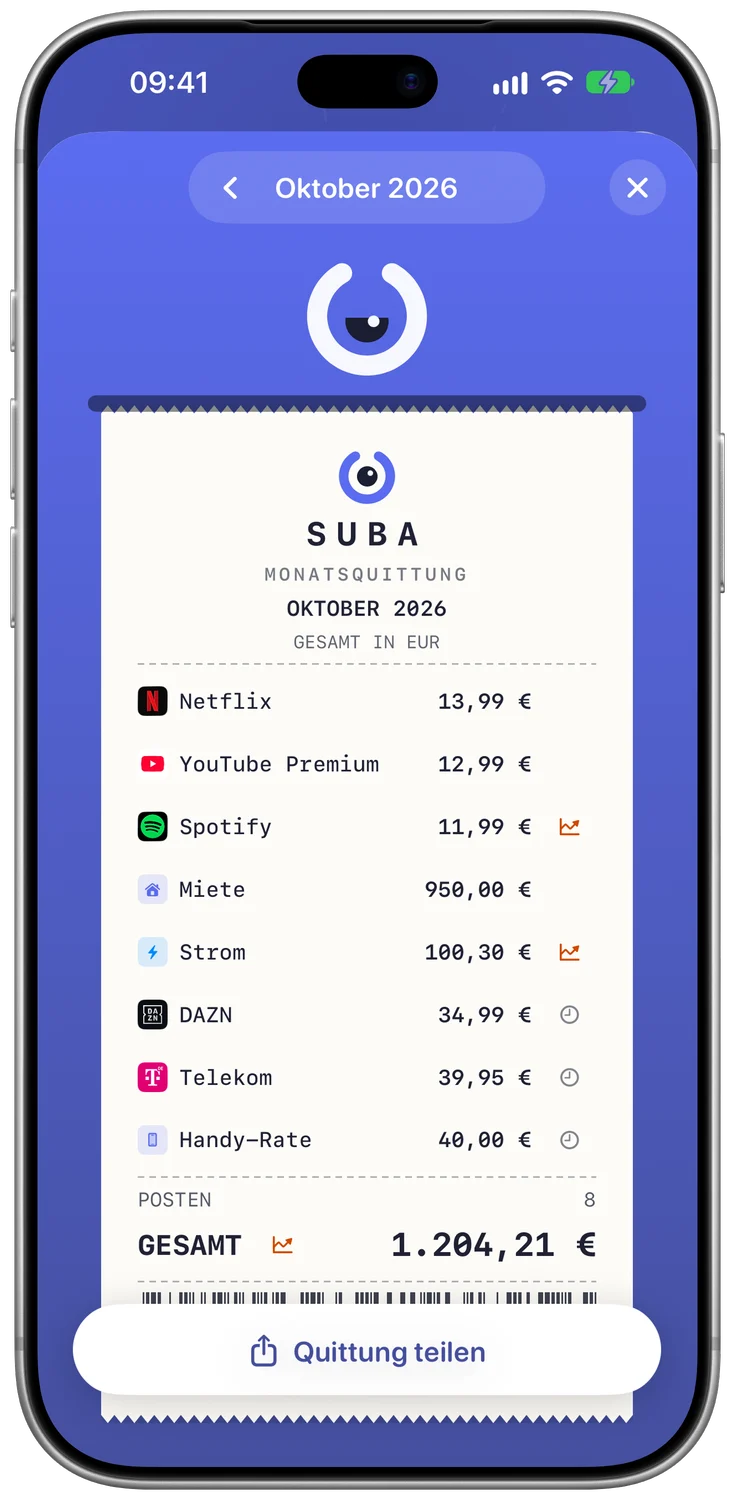 09:41
Oktober 2026
SUBA
MONATSQUITTUNG
OKTOBER 2026
GESAMT IN EUR
Netflix 13,99 €
YouTube Premium 12,99 €
Spotify 11,99 €
Miete 950,00 €
Strom 100,30 €
DAZN 34,99 €
Telekom 39,95 €
Handy-Rate 40,00 €
POSTEN 8
GESAMT 1.204,21 €
Quittung teilen